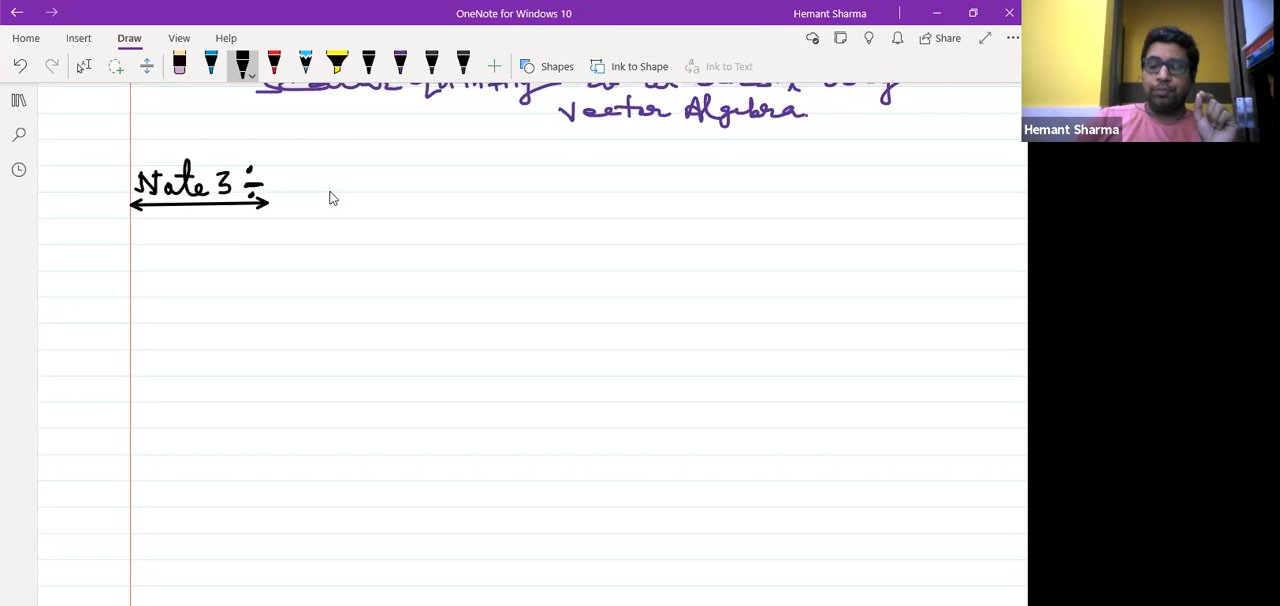 OneNote for Windows 10
Hemant Sharma
Home Insert Draw View Help
Share
Shapes Ink to Shape Ink to Text
Hemant Sharma
quantity
Vector Algebra.
Note 3 ÷